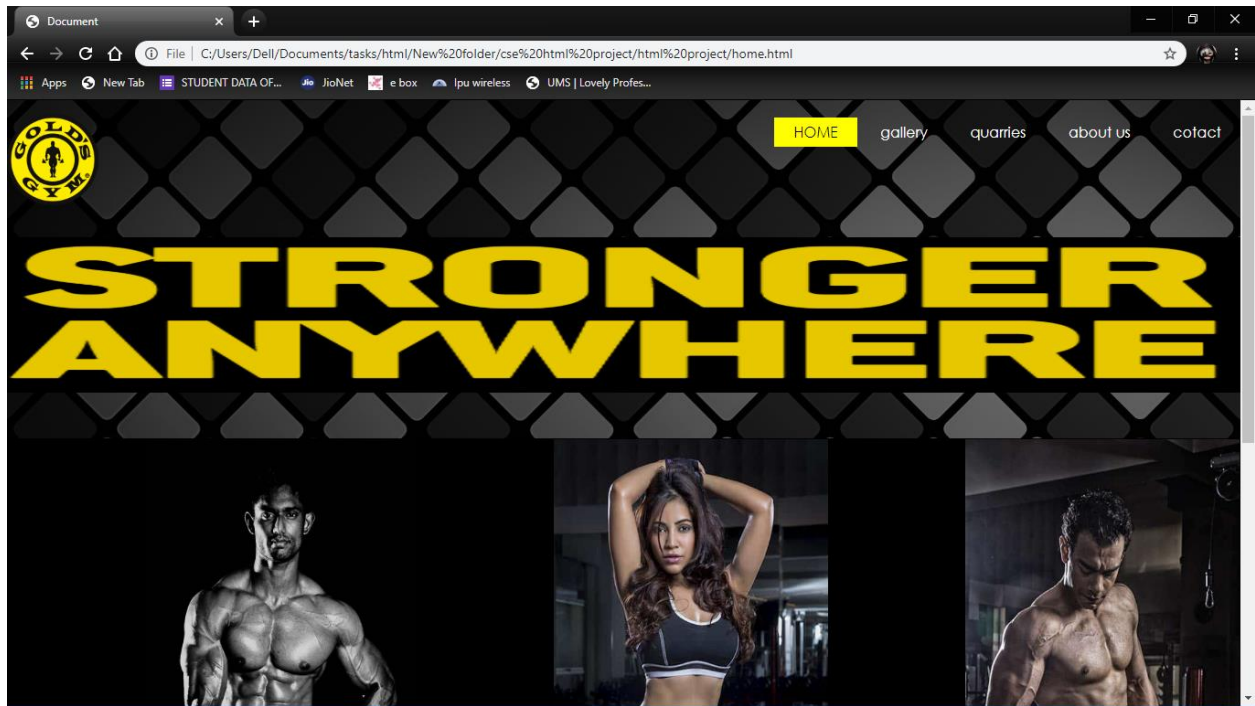 Document
File | C:/Users/Dell/Documents/tasks/html/New%20folder/cse%20html%20project/html%20project/home.html
Apps New Tab STUDENT DATA OF... Jio JioNet e box lpu wireless UMS | Lovely Profes...
GOLD'S GYM
HOME gallery quarries about us cotact
STRONGER
ANYWHERE